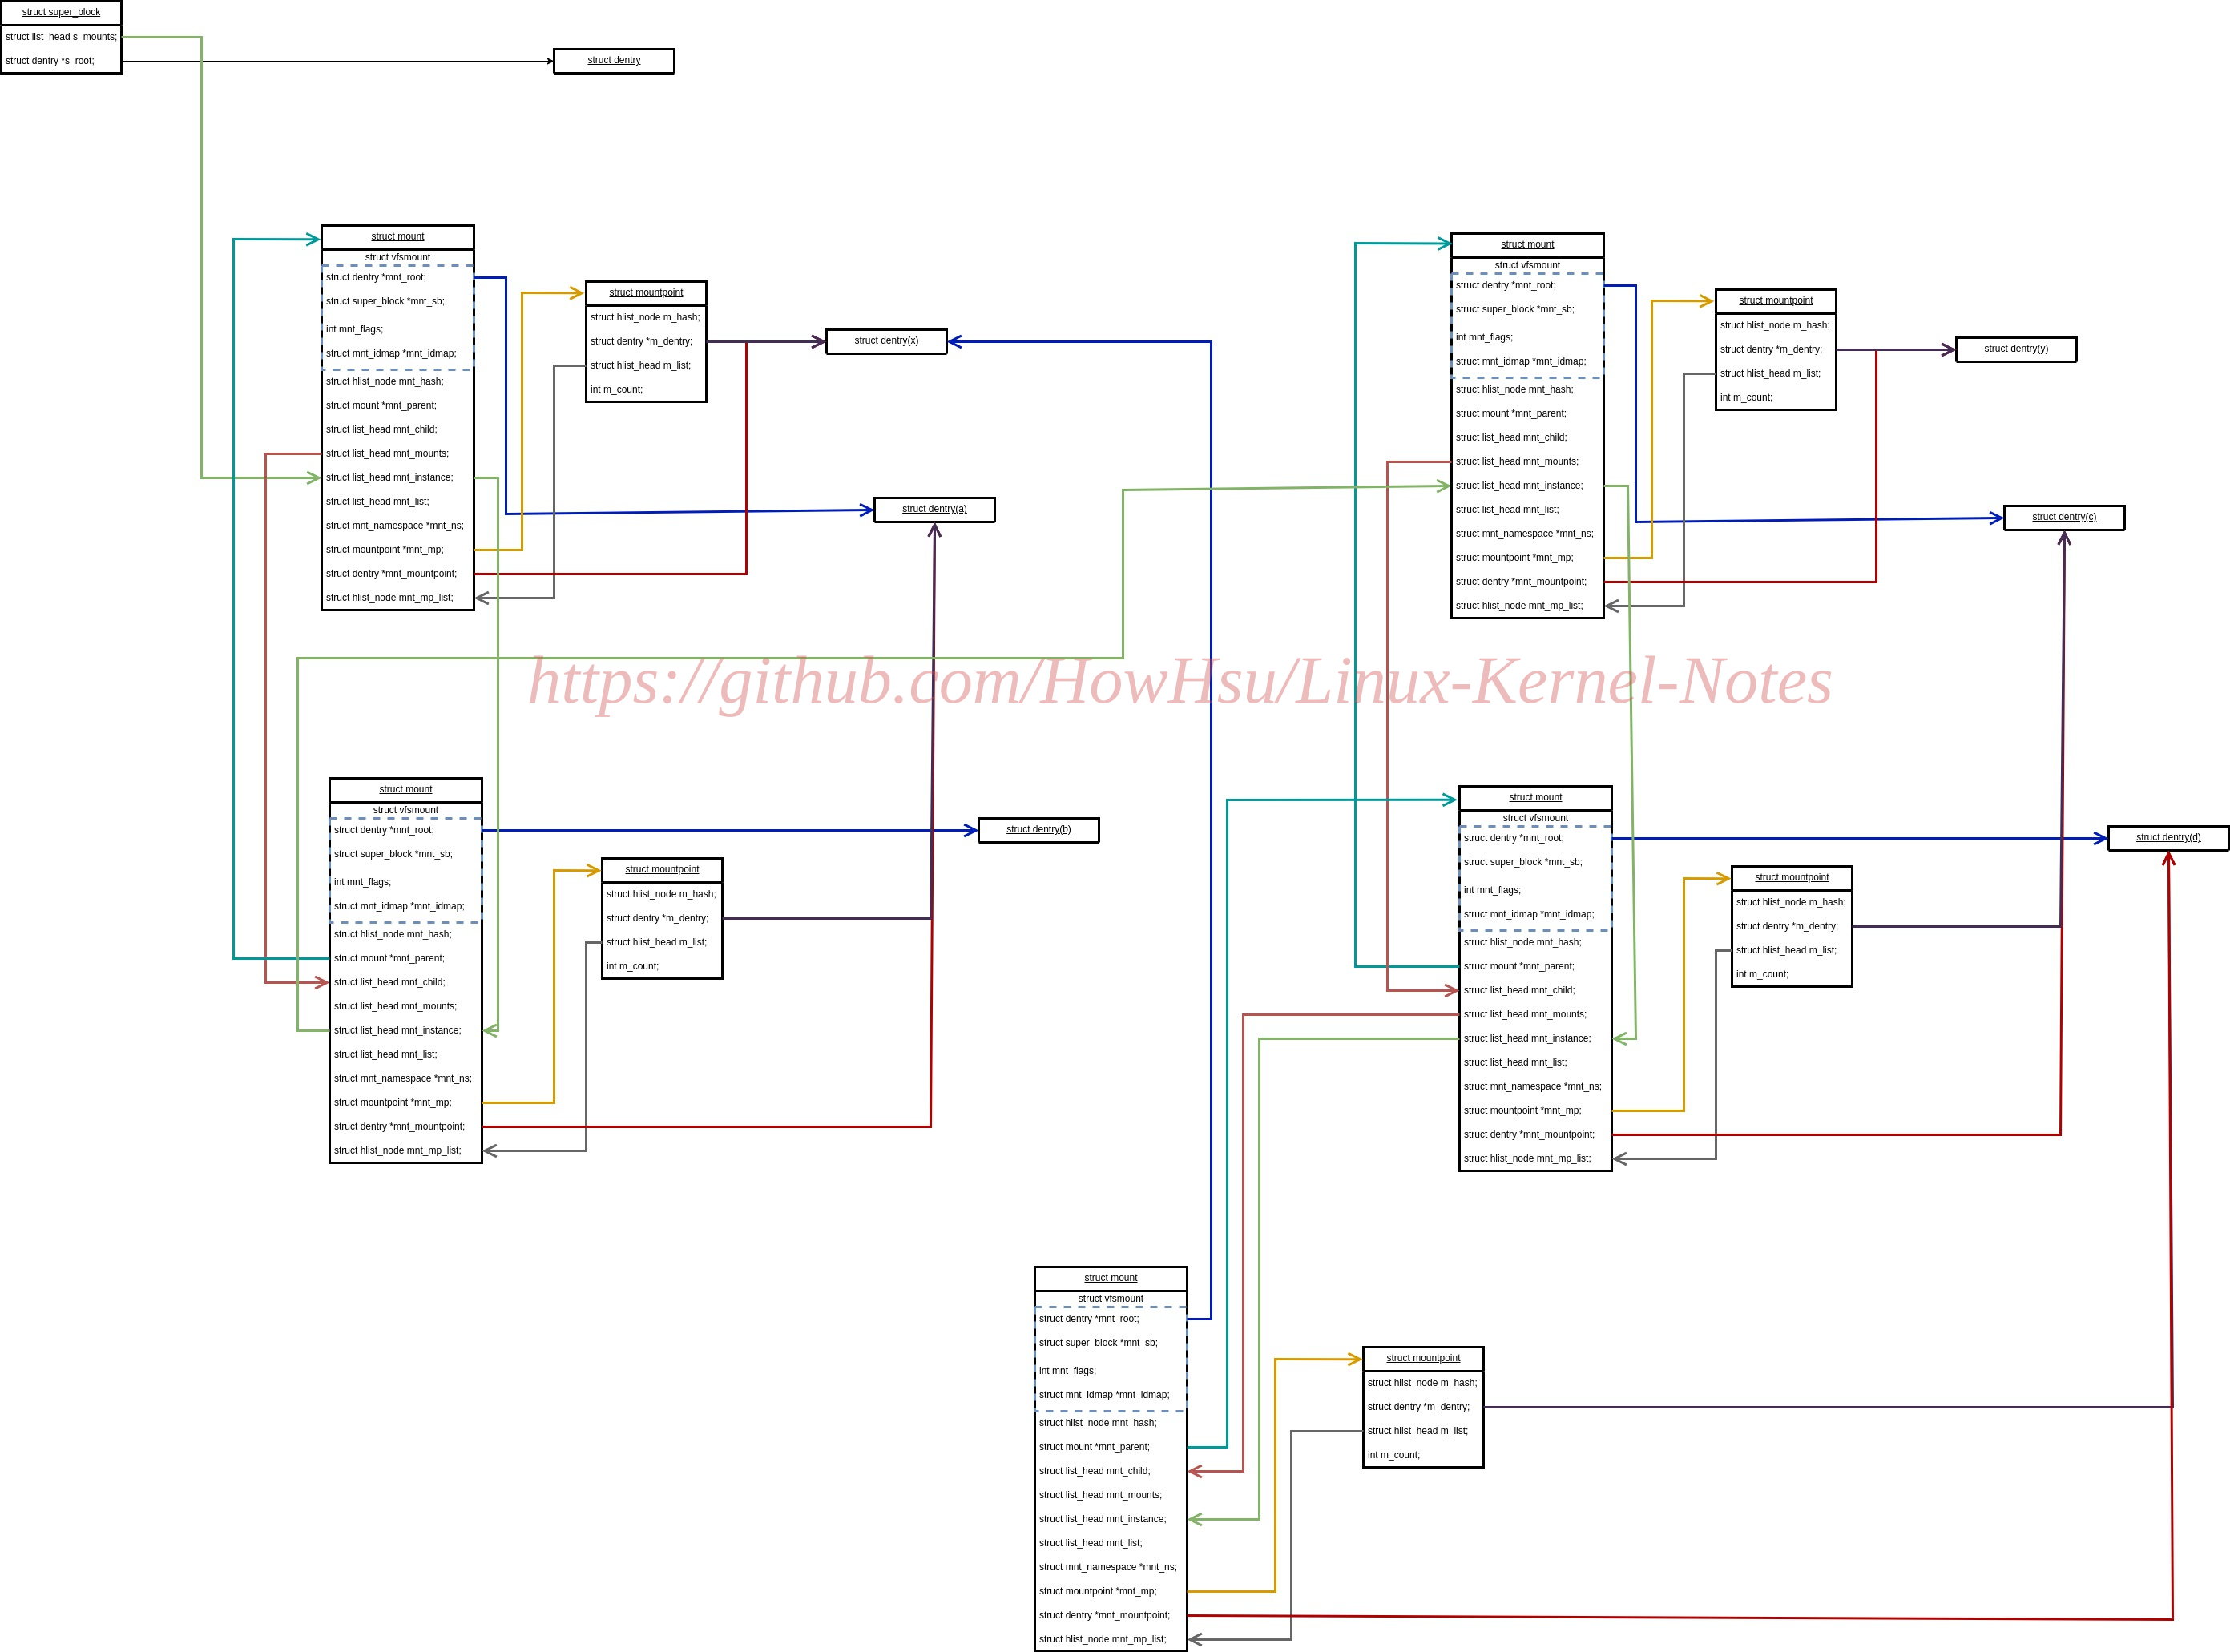 struct super_block
struct list_head s_mounts;
struct dentry *s_root;
struct dentry
struct mount
struct vfsmount
struct dentry *mnt_root;
struct super_block *mnt_sb;
int mnt_flags;
struct mnt_idmap *mnt_idmap;
struct hlist_node mnt_hash;
struct mount *mnt_parent;
struct list_head mnt_child;
struct list_head mnt_mounts;
struct list_head mnt_instance;
struct list_head mnt_list;
struct mnt_namespace *mnt_ns;
struct mountpoint *mnt_mp;
struct dentry *mnt_mountpoint;
struct hlist_node mnt_mp_list;
struct mountpoint
struct hlist_node m_hash;
struct dentry *m_dentry;
struct hlist_head m_list;
int m_count;
struct dentry(x)
struct dentry(a)
struct mount
struct vfsmount
struct dentry *mnt_root;
struct super_block *mnt_sb;
int mnt_flags;
struct mnt_idmap *mnt_idmap;
struct hlist_node mnt_hash;
struct mount *mnt_parent;
struct list_head mnt_child;
struct list_head mnt_mounts;
struct list_head mnt_instance;
struct list_head mnt_list;
struct mnt_namespace *mnt_ns;
struct mountpoint *mnt_mp;
struct dentry *mnt_mountpoint;
struct hlist_node mnt_mp_list;
struct mountpoint
struct hlist_node m_hash;
struct dentry *m_dentry;
struct hlist_head m_list;
int m_count;
struct dentry(y)
struct dentry(c)
https://github.com/HowHsu/Linux-Kernel-Notes
struct mount
struct vfsmount
struct dentry *mnt_root;
struct super_block *mnt_sb;
int mnt_flags;
struct mnt_idmap *mnt_idmap;
struct hlist_node mnt_hash;
struct mount *mnt_parent;
struct list_head mnt_child;
struct list_head mnt_mounts;
struct list_head mnt_instance;
struct list_head mnt_list;
struct mnt_namespace *mnt_ns;
struct mountpoint *mnt_mp;
struct dentry *mnt_mountpoint;
struct hlist_node mnt_mp_list;
struct mountpoint
struct hlist_node m_hash;
struct dentry *m_dentry;
struct hlist_head m_list;
int m_count;
struct dentry(b)
struct mount
struct vfsmount
struct dentry *mnt_root;
struct super_block *mnt_sb;
int mnt_flags;
struct mnt_idmap *mnt_idmap;
struct hlist_node mnt_hash;
struct mount *mnt_parent;
struct list_head mnt_child;
struct list_head mnt_mounts;
struct list_head mnt_instance;
struct list_head mnt_list;
struct mnt_namespace *mnt_ns;
struct mountpoint *mnt_mp;
struct dentry *mnt_mountpoint;
struct hlist_node mnt_mp_list;
struct mountpoint
struct hlist_node m_hash;
struct dentry *m_dentry;
struct hlist_head m_list;
int m_count;
struct dentry(d)
struct mount
struct vfsmount
struct dentry *mnt_root;
struct super_block *mnt_sb;
int mnt_flags;
struct mnt_idmap *mnt_idmap;
struct hlist_node mnt_hash;
struct mount *mnt_parent;
struct list_head mnt_child;
struct list_head mnt_mounts;
struct list_head mnt_instance;
struct list_head mnt_list;
struct mnt_namespace *mnt_ns;
struct mountpoint *mnt_mp;
struct dentry *mnt_mountpoint;
struct hlist_node mnt_mp_list;
struct mountpoint
struct hlist_node m_hash;
struct dentry *m_dentry;
struct hlist_head m_list;
int m_count;